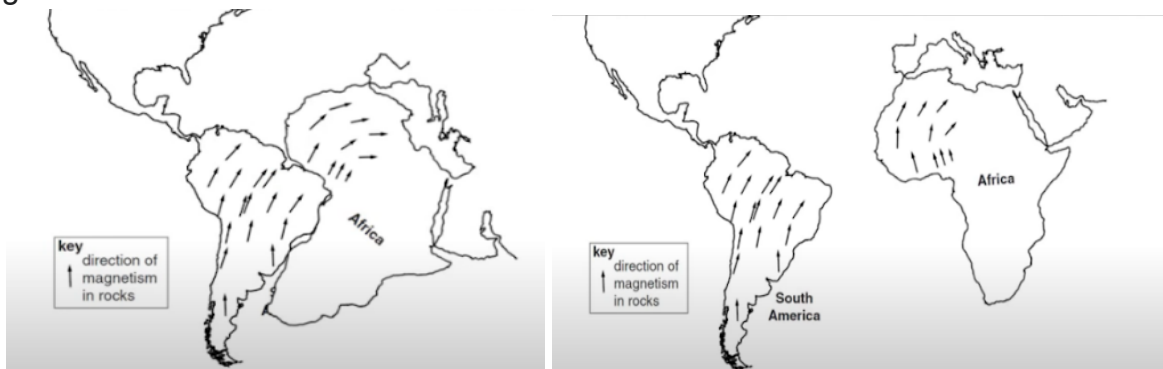 Africa
key
direction of
magnetism
in rocks
Africa
key
direction of
magnetism
in rocks
South
America